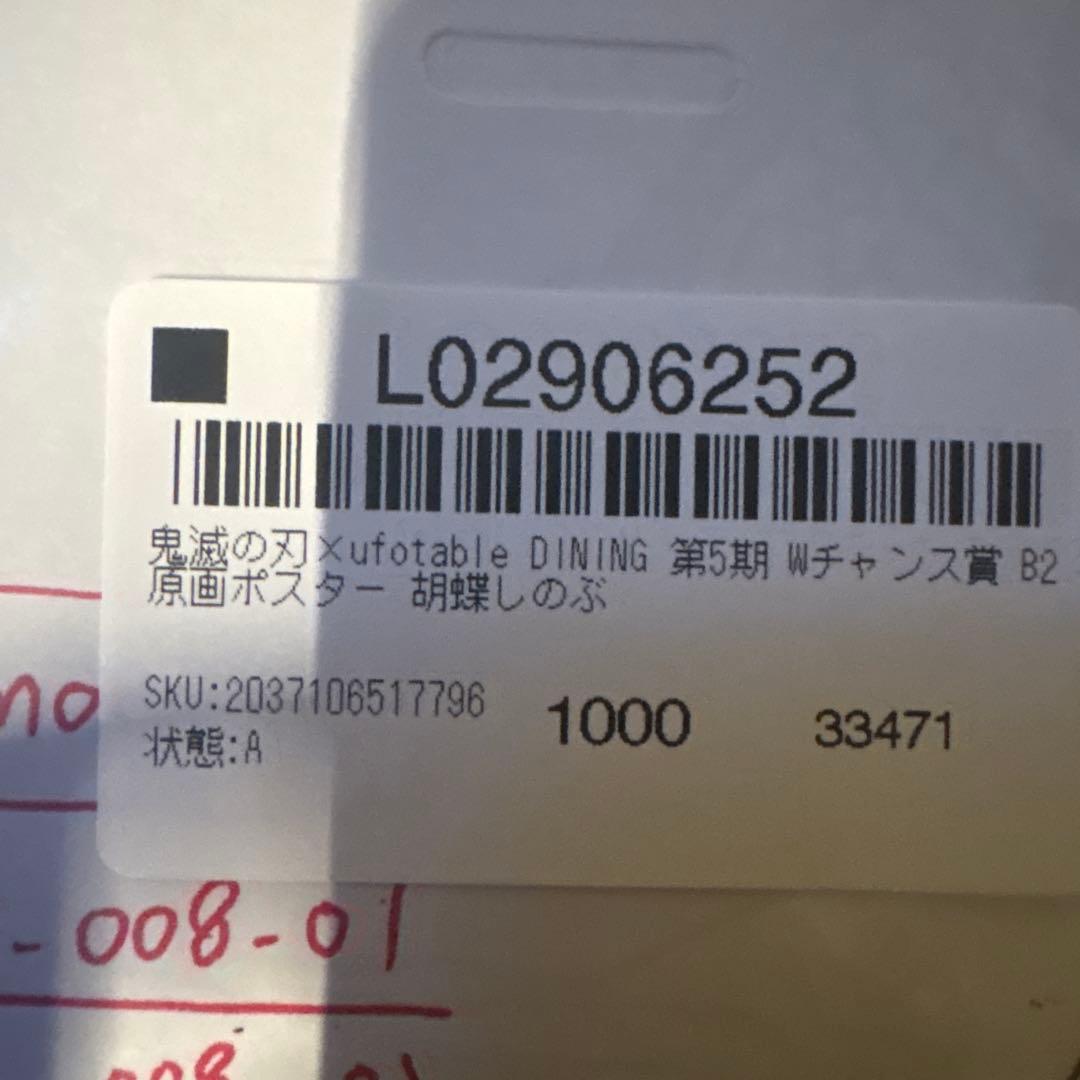 L02906252
鬼滅の刃×ufotable DINING 第5期 Wチャンス賞 B2
原画ポスター 胡蝶しのぶ
SKU:2037106517796
1000
33471
状態:A
no
-008-01